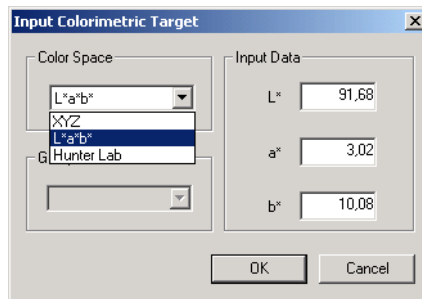 Input Colorimetric Target
Color Space
L*a*b*
XYZ
L*a*b*
Hunter Lab
Input Data
L* 91,68
a* 3,02
b* 10,08
OK Cancel